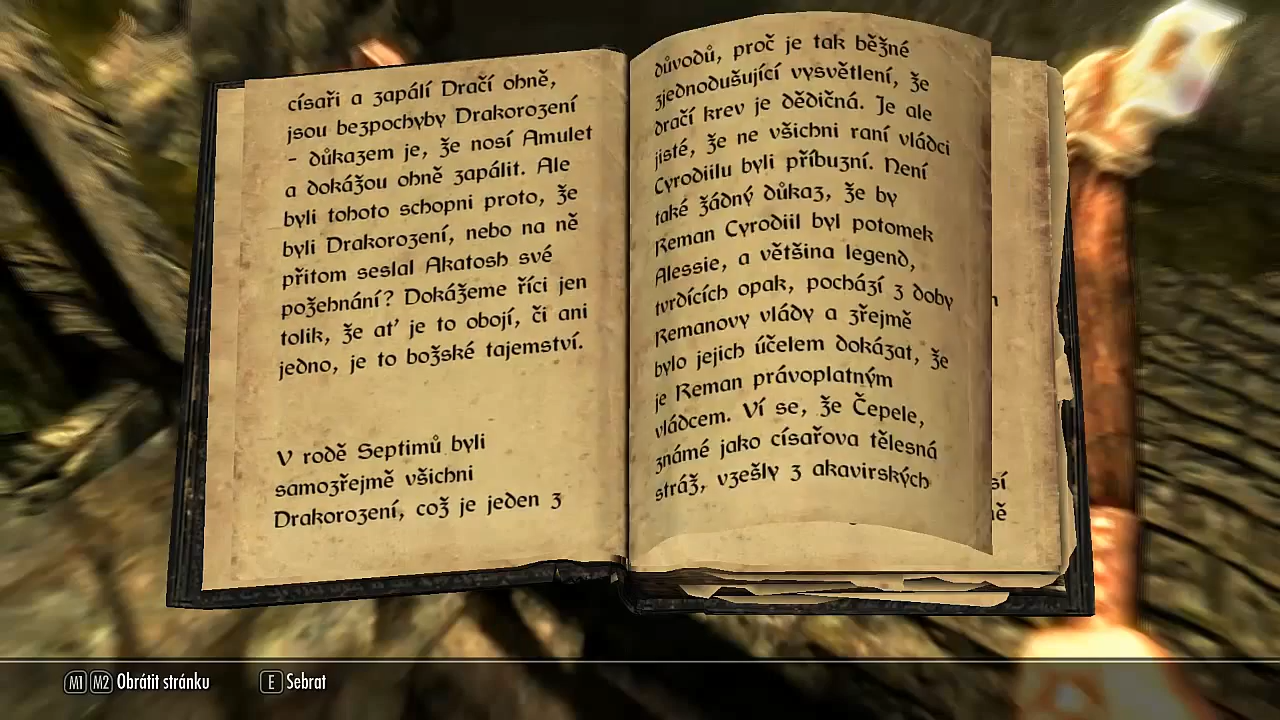 císaři a zapálí Dračí ohně,
jsou bezpochyby Drakorození
- důkazem je, že nosí Amulet
a dokážou ohně zapálit. Ale
byli tohoto schopni proto, že
byli Drakorození, nebo na ně
přitom seslal Akatosh své
požehnání? Dokážeme říci jen
tolik, že ať je to obojí, či ani
jedno, je to božské tajemství.
V rodě Septimů byli
samozřejmě všichni
Drakorození, což je jeden z
důvodů, proč je tak běžné
zjednodušující vysvětlení, že
dračí krev je dědičná. Je ale
jisté, že ne všichni raní vládci
Cyrodiilu byli příbuzní. Není
také žádný důkaz, že by
Reman Cyrodiil byl potomek
Alessie, a většina legend,
tvrdících opak, pochází z doby
Remanovy vlády a zřejmě
bylo jejich účelem dokázat, že
je Reman právoplatným
vládcem. Ví se, že Čepele,
známé jako císařova tělesná
stráž, vzešly z akavirských
M1 M2 Obrátit stránku
E Sebrat